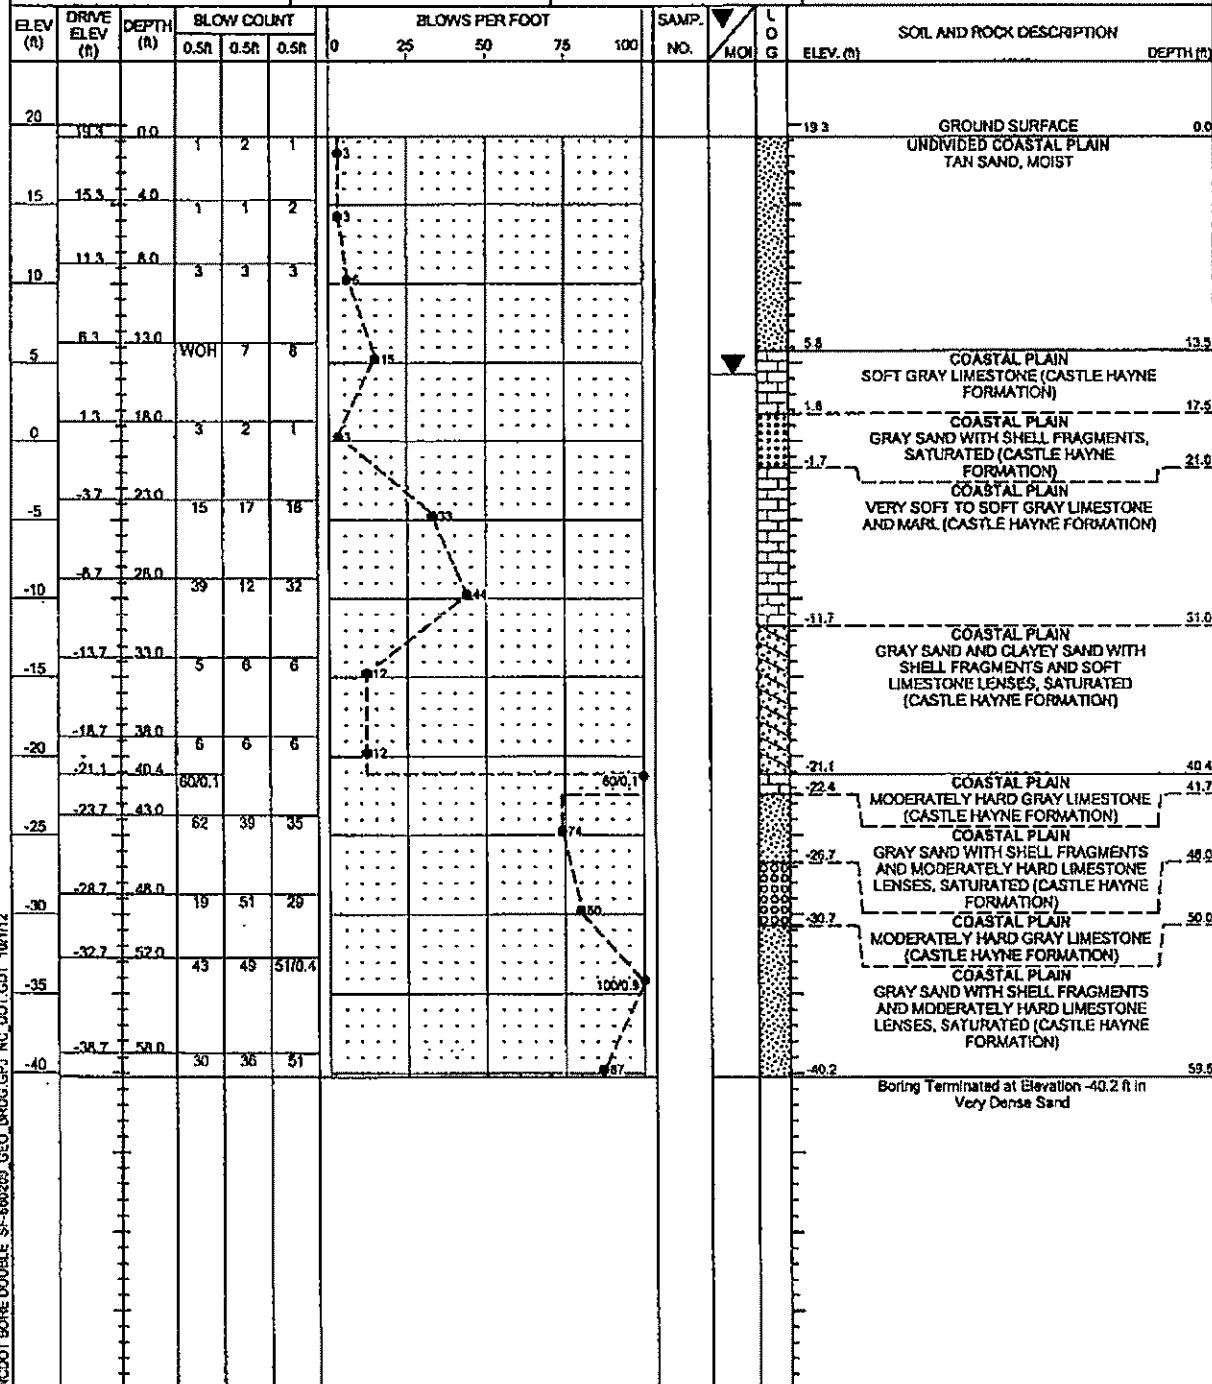 ELEV (ft) DRIVE ELEV (ft) DEPTH (ft) BLOW COUNT BLOWS PER FOOT SAMP. NO. MOI LOG SOIL AND ROCK DESCRIPTION
0.5ft 0.5ft 0.5ft 0 25 50 75 100 ELEV. (ft) DEPTH (ft)
20
19.3 0.0 1 2 1 3
19.3 GROUND SURFACE 0.0
UNDIVIDED COASTAL PLAIN
TAN SAND, MOIST
15 15.3 4.0 1 1 2 3
11.3 8.0 3 3 3 6
10
6.3 13.0 WOH 7 8 15
5
5.8 13.5
COASTAL PLAIN
SOFT GRAY LIMESTONE (CASTLE HAYNE
FORMATION)
1.3 18.0 3 2 1 3
0
1.8 17.5
COASTAL PLAIN
GRAY SAND WITH SHELL FRAGMENTS,
SATURATED (CASTLE HAYNE
FORMATION)
-1.7 21.0
COASTAL PLAIN
VERY SOFT TO SOFT GRAY LIMESTONE
AND MARL (CASTLE HAYNE FORMATION)
-3.7 23.0 15 17 16 33
-5
-8.7 28.0 39 12 32 44
-10
-11.7 31.0
COASTAL PLAIN
GRAY SAND AND CLAYEY SAND WITH
SHELL FRAGMENTS AND SOFT
LIMESTONE LENSES, SATURATED
(CASTLE HAYNE FORMATION)
-13.7 33.0 5 6 6 12
-15
-18.7 38.0 6 6 6 12
-20
-21.1 40.4 60/0.1 60/0.1
-21.1 40.4
COASTAL PLAIN
-22.4 41.7
MODERATELY HARD GRAY LIMESTONE
(CASTLE HAYNE FORMATION)
-23.7 43.0 62 39 35 74
-25
COASTAL PLAIN
GRAY SAND WITH SHELL FRAGMENTS
-26.7 46.0
AND MODERATELY HARD LIMESTONE
LENSES, SATURATED (CASTLE HAYNE
FORMATION)
-28.7 48.0 19 51 29
-30
-30.7 50.0
COASTAL PLAIN
MODERATELY HARD GRAY LIMESTONE
(CASTLE HAYNE FORMATION)
-32.7 52.0 43 49 51/0.4 100/0.9
-35
COASTAL PLAIN
GRAY SAND WITH SHELL FRAGMENTS
AND MODERATELY HARD LIMESTONE
LENSES, SATURATED (CASTLE HAYNE
FORMATION)
-38.7 58.0 30 36 51 87
-40
-40.2 59.5
Boring Terminated at Elevation -40.2 ft in
Very Dense Sand
NCDOT BORE DOUBLE